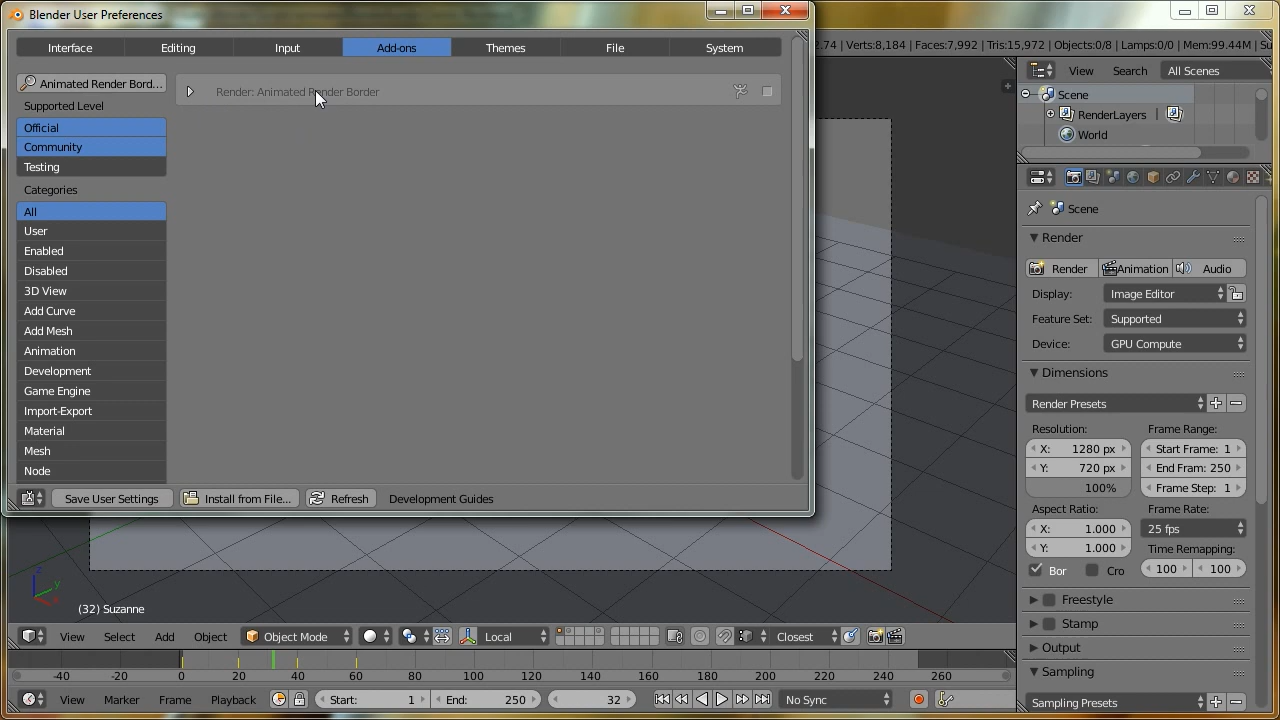 Blender User Preferences
Interface Editing Input Add-ons Themes File System
Animated Render Bord...
Render: Animated Render Border
Supported Level
Official
Community
Testing
Categories
All
User
Enabled
Disabled
3D View
Add Curve
Add Mesh
Animation
Development
Game Engine
Import-Export
Material
Mesh
Node
Save User Settings Install from File... Refresh Development Guides
2.74 | Verts:8,184 | Faces:7,992 | Tris:15,972 | Objects:0/8 | Lamps:0/0 | Mem:99.44M | Su
View Search All Scenes
Scene
RenderLayers |
World
Scene
Render
Render Animation Audio
Display: Image Editor
Feature Set: Supported
Device: GPU Compute
Dimensions
Render Presets
Resolution: Frame Range:
X: 1280 px Start Frame: 1
Y: 720 px End Fram: 250
100% Frame Step: 1
Aspect Ratio: Frame Rate:
X: 1.000 25 fps
Y: 1.000 Time Remapping:
Bor Cro 100 100
Freestyle
Stamp
Output
Sampling
Sampling Presets
z
y
(32) Suzanne
View Select Add Object Object Mode Local Closest
-40 -20 0 20 40 60 80 100 120 140 160 180 200 220 240 260
View Marker Frame Playback Start: 1 End: 250 32 No Sync